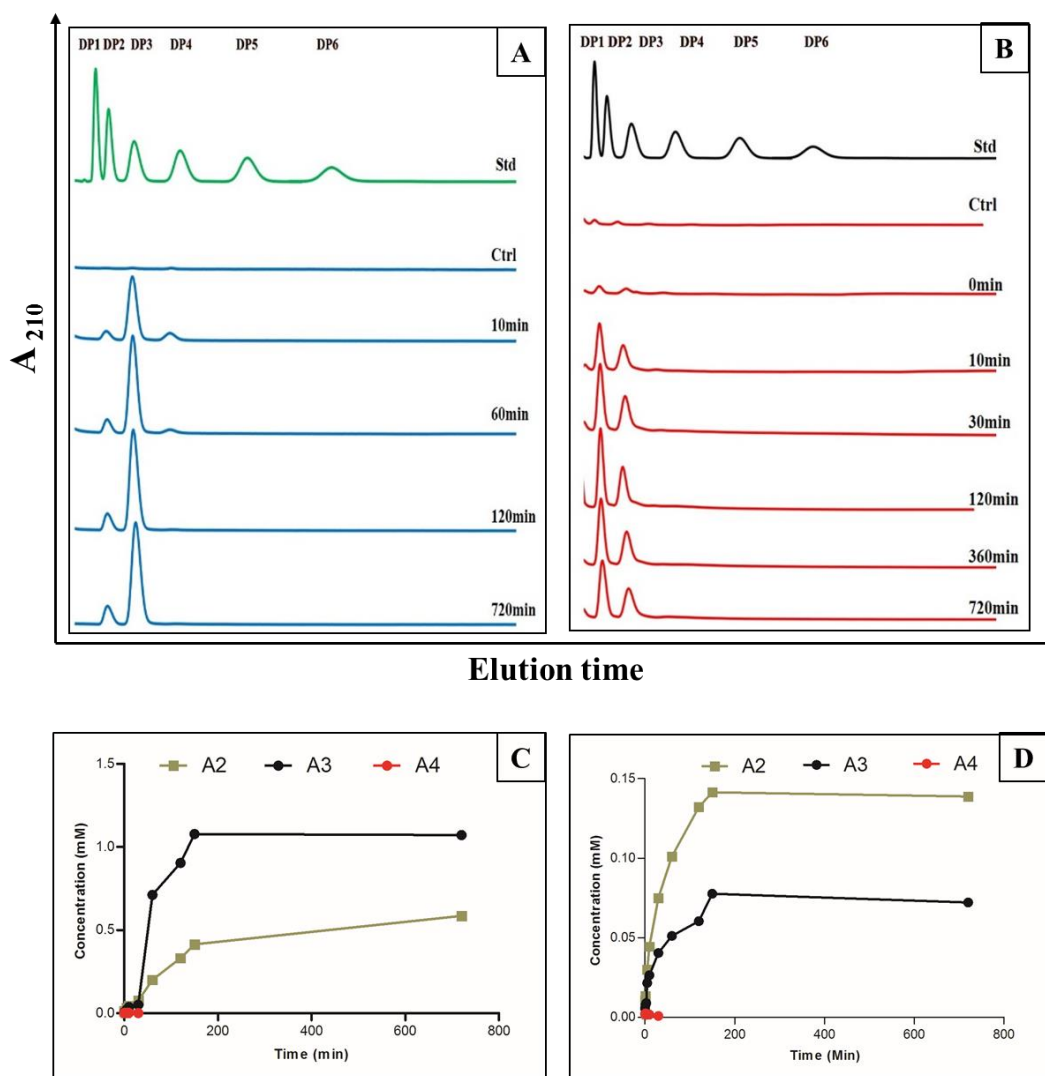 DP1 DP2 DP3 DP4 DP5 DP6
A
Std
Ctrl
10min
60min
120min
720min
DP1 DP2 DP3 DP4 DP5 DP6
B
Std
Ctrl
0min
10min
30min
120min
360min
720min
A210
Elution time
C
A2 A3 A4
Concentration (mM)
1.5
1.0
0.5
0.0
0 200 400 600 800
Time (min)
D
A2 A3 A4
Concentration (mM)
0.15
0.10
0.05
0.00
0 200 400 600 800
Time (Min)